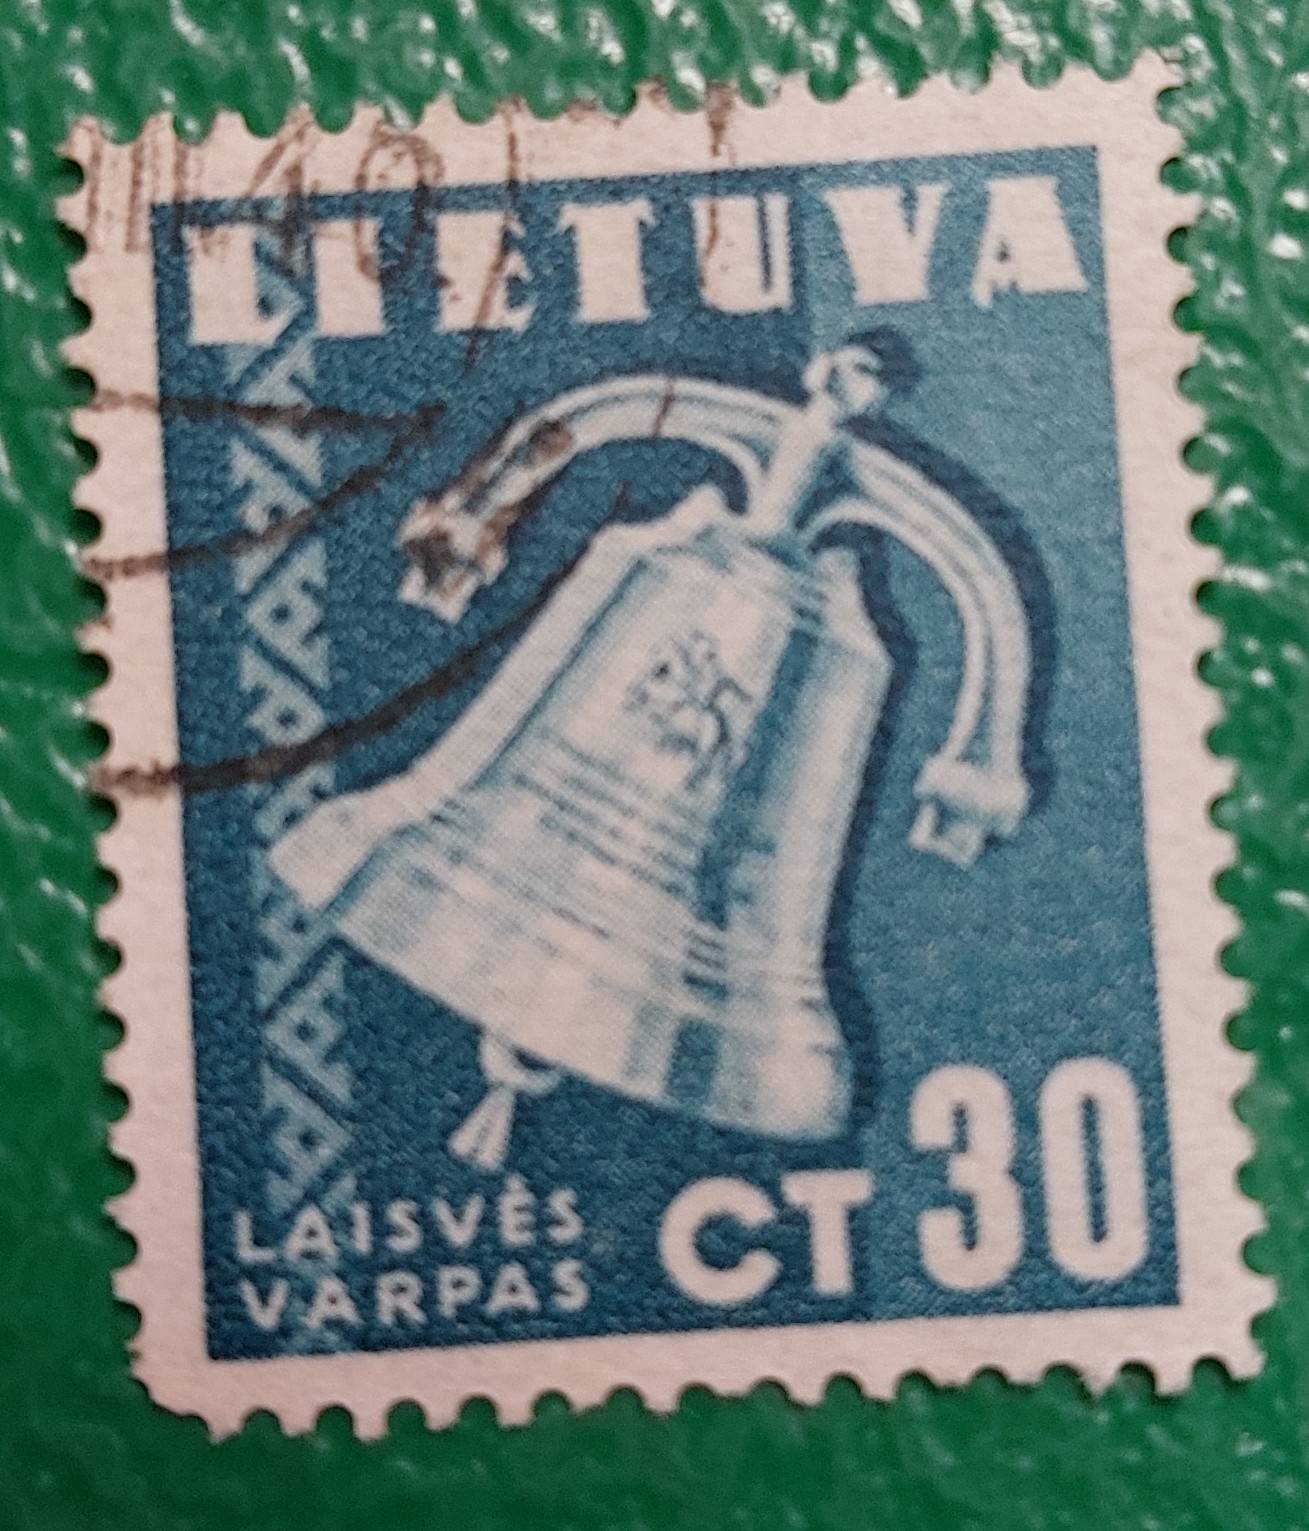 LIETUVA
LAISVĖS
VARPAS
CT 30